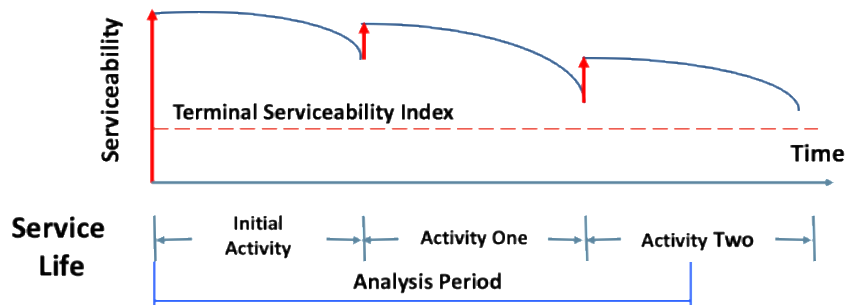 Serviceability
Terminal Serviceability Index
Time
Service
Life
Initial
Activity
Activity One
Activity Two
Analysis Period